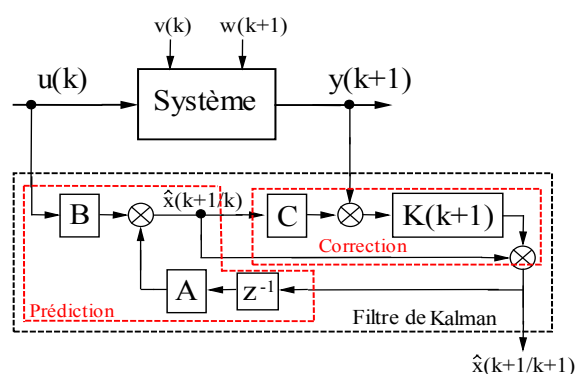 v(k) w(k+1)
u(k) Système y(k+1)
B x̂(k+1/k) C K(k+1)
Correction
A z⁻¹
Prédiction
Filtre de Kalman
x̂(k+1/k+1)